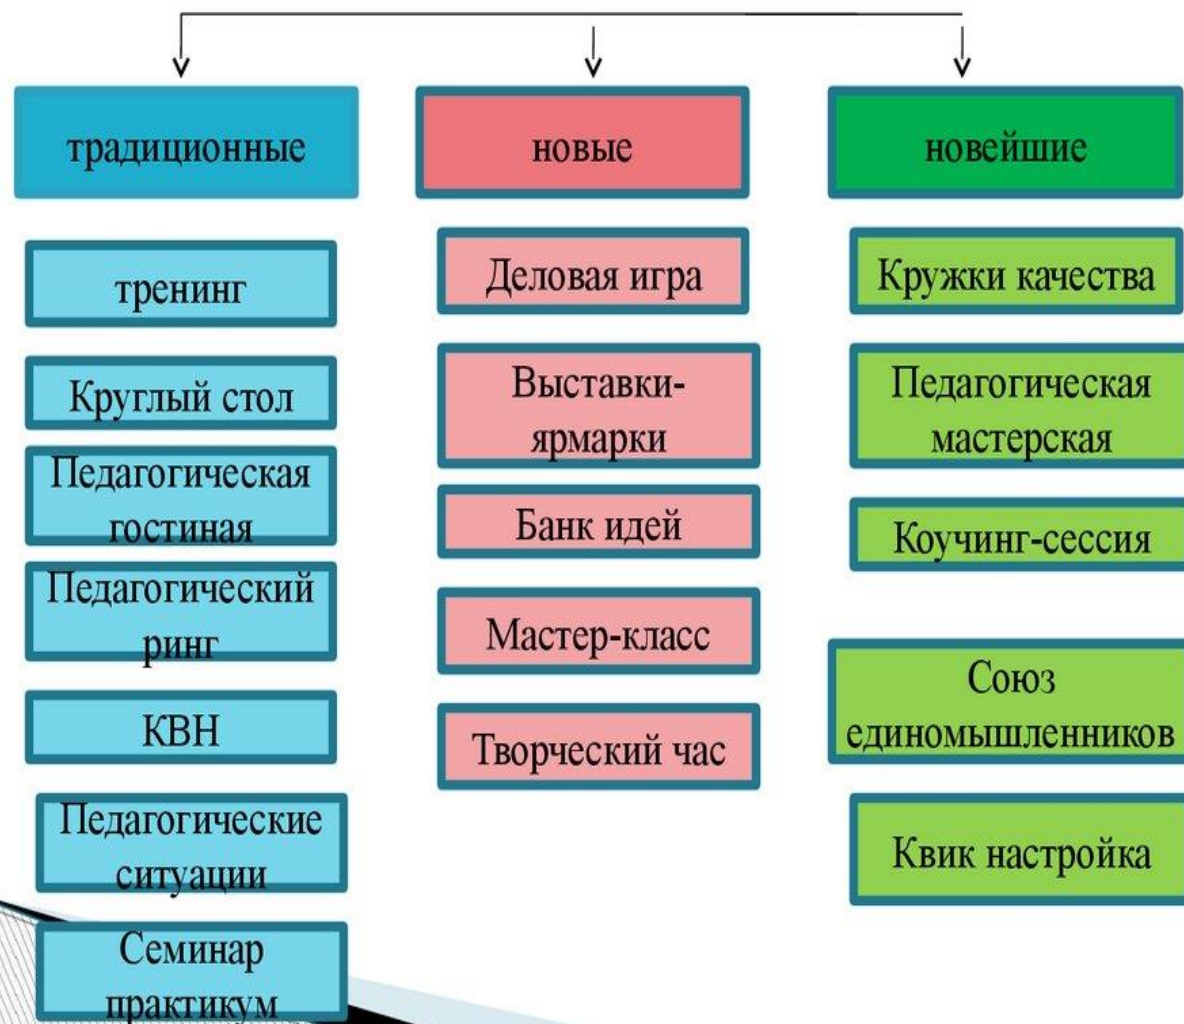 традиционные
новые
новейшие
тренинг
Круглый стол
Педагогическая
гостиная
Педагогический
ринг
КВН
Педагогические
ситуации
Семинар
практикум
Деловая игра
Выставки-
ярмарки
Банк идей
Мастер-класс
Творческий час
Кружки качества
Педагогическая
мастерская
Коучинг-сессия
Союз
единомышленников
Квик настройка